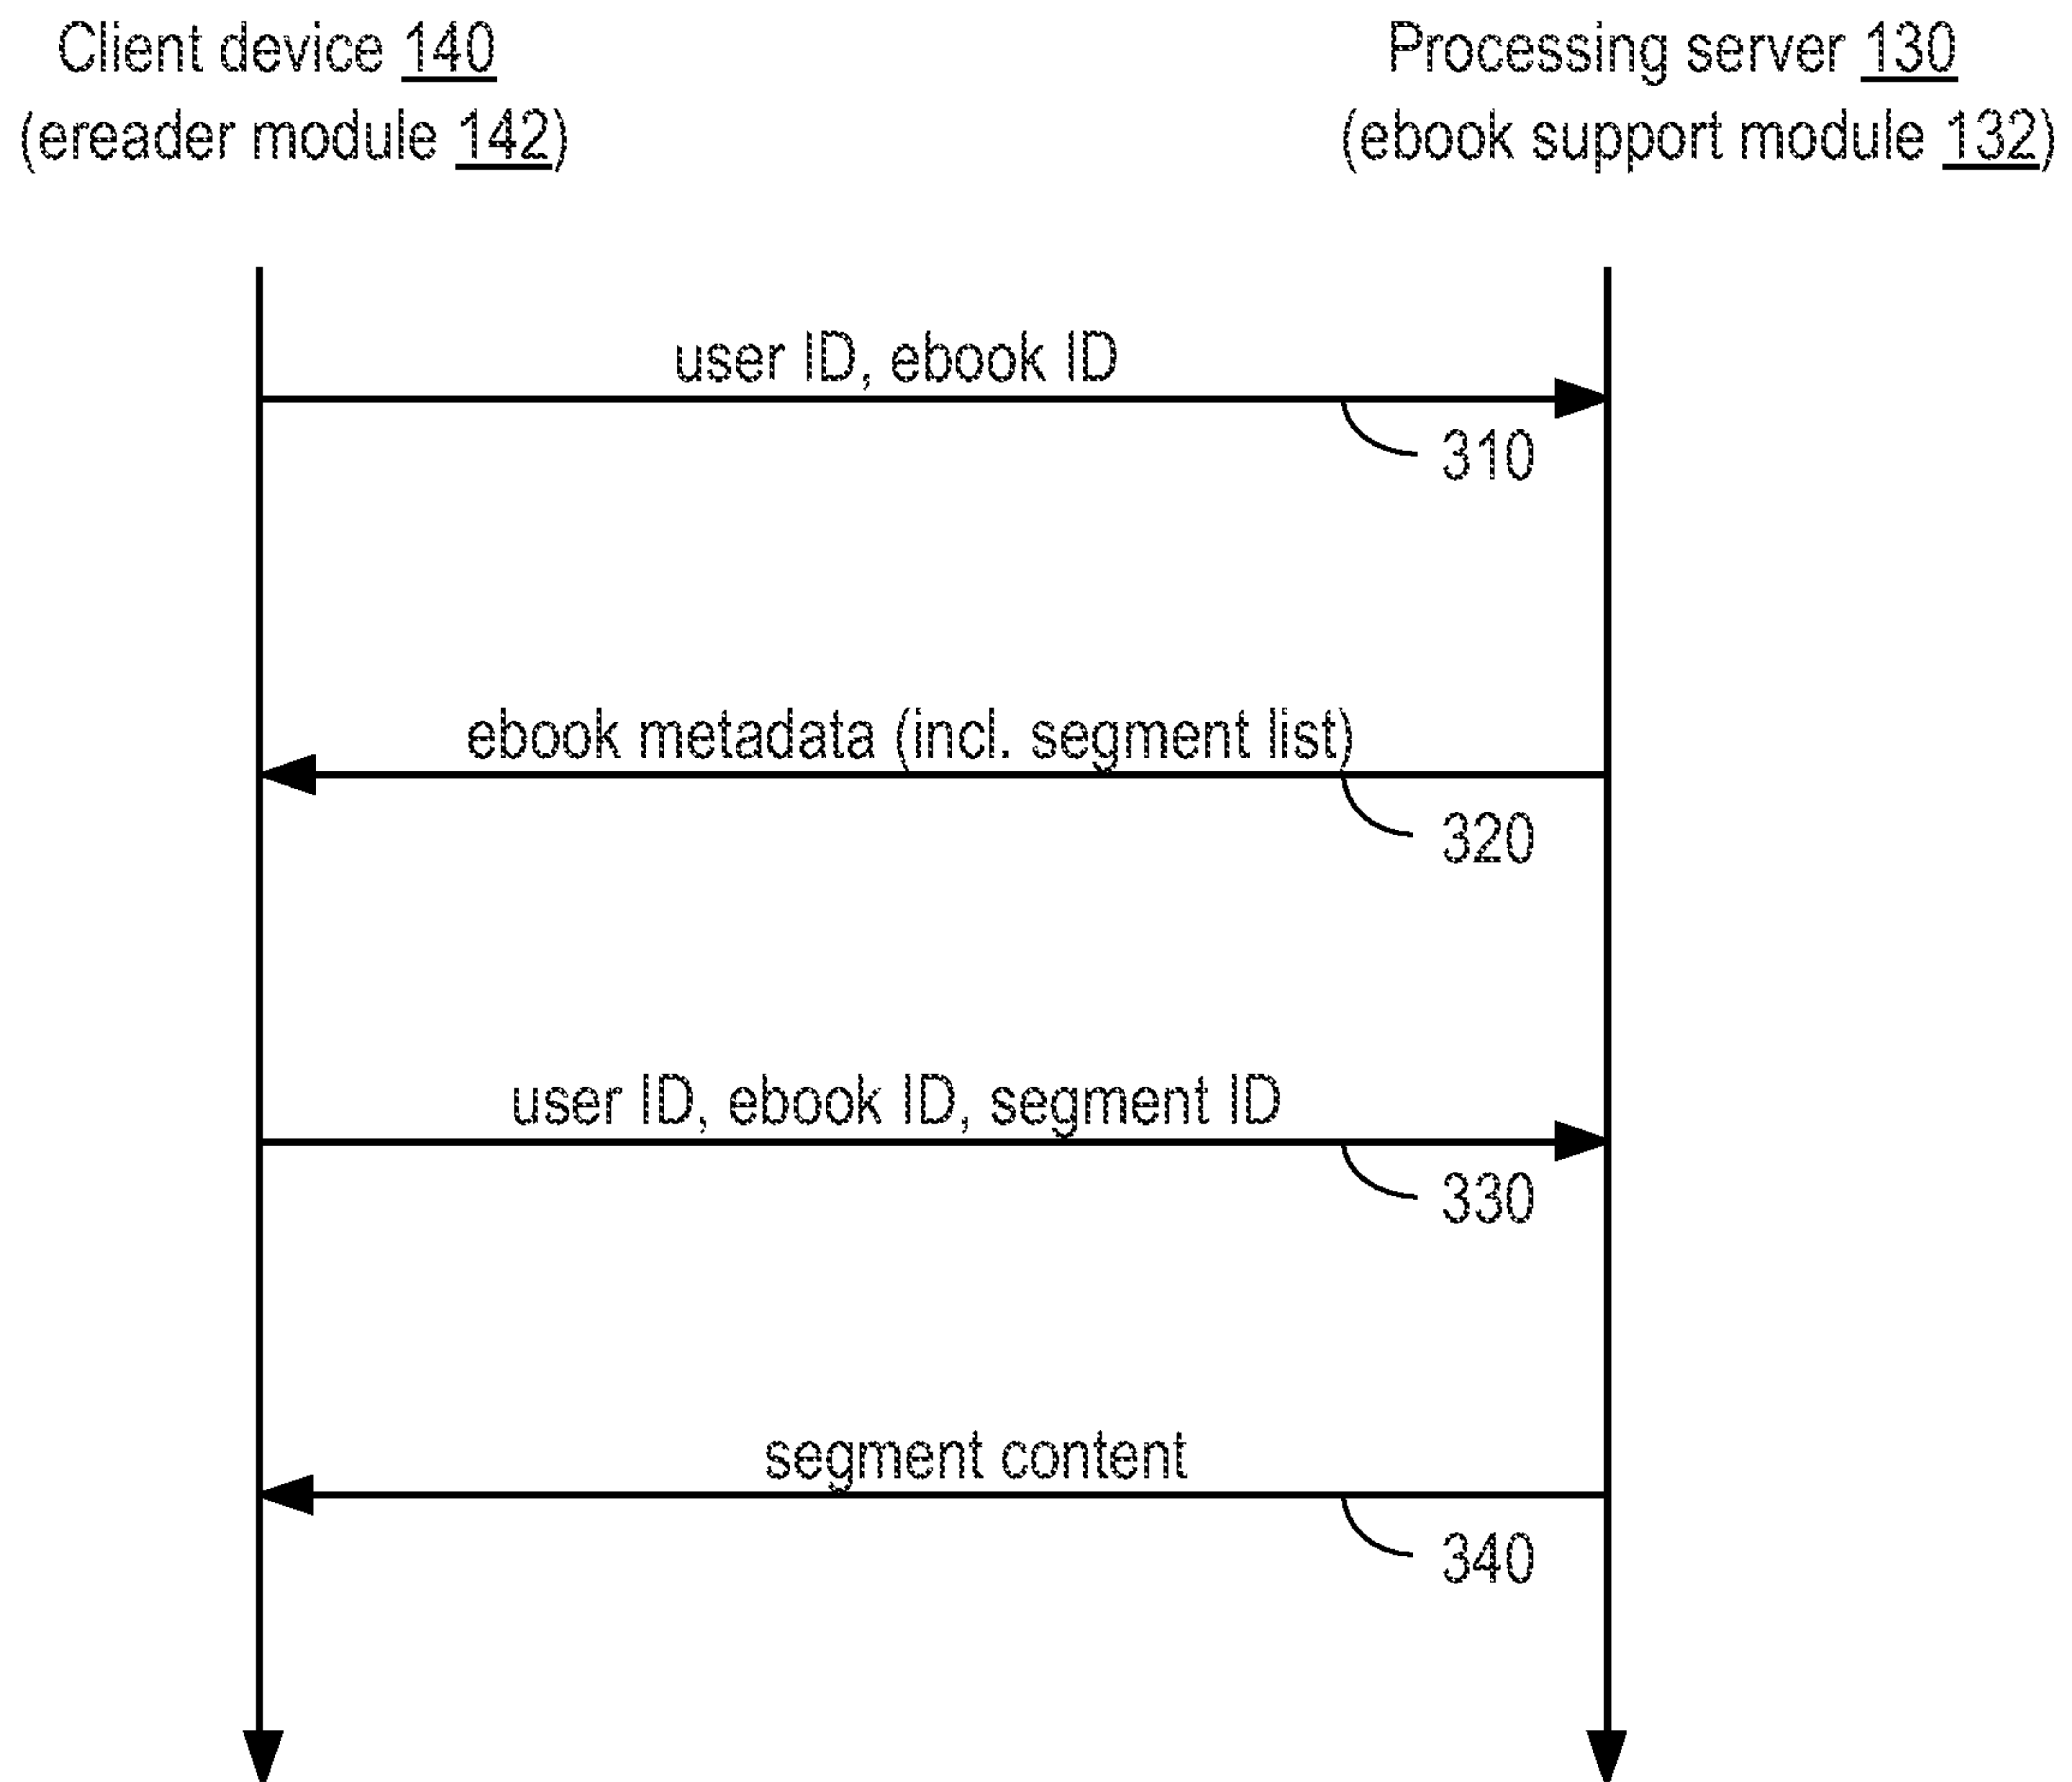 Client device 140
(ereader module 142)
Processing server 130
(ebook support module 132)
user ID, ebook ID
310
ebook metadata (incl. segment list)
320
user ID, ebook ID, segment ID
330
segment content
340